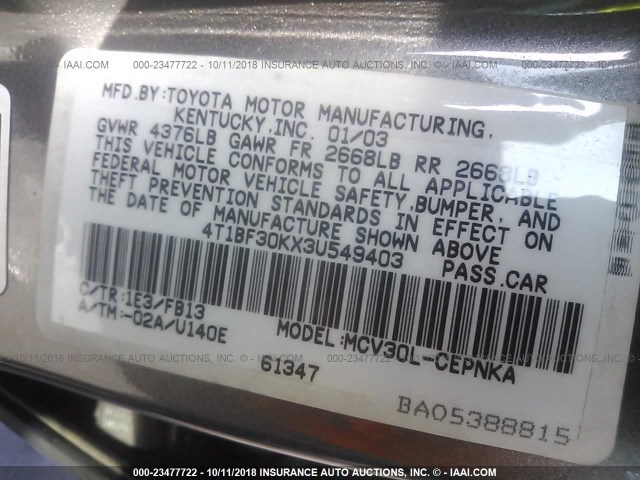 000-23477722 - 10/11/2018 INSURANCE AUTO AUCTIONS, INC.
- IAAI.COM
MFD.BY:TOYOTA MOTOR MANUFACTURING,
KENTUCKY,INC. 01/03
GVWR 4376LB GAWR FR 2668LB RR 2668LB
THIS VEHICLE CONFORMS TO ALL APPLICABLE
FEDERAL MOTOR VEHICLE SAFETY,BUMPER, AND
THEFT PREVENTION STANDARDS IN EFFECT ON
THE DATE OF MANUFACTURE SHOWN ABOVE
4T1BF30KX3U549403 PASS.CAR
C/TR:1E3/FB13
A/TM:-02A/U140E MODEL:MCV30L-CEPNKA
61347
BA05388815
000-23477722 - 10/11/2018 INSURANCE AUTO AUCTIONS, INC.
- IAAI.COM